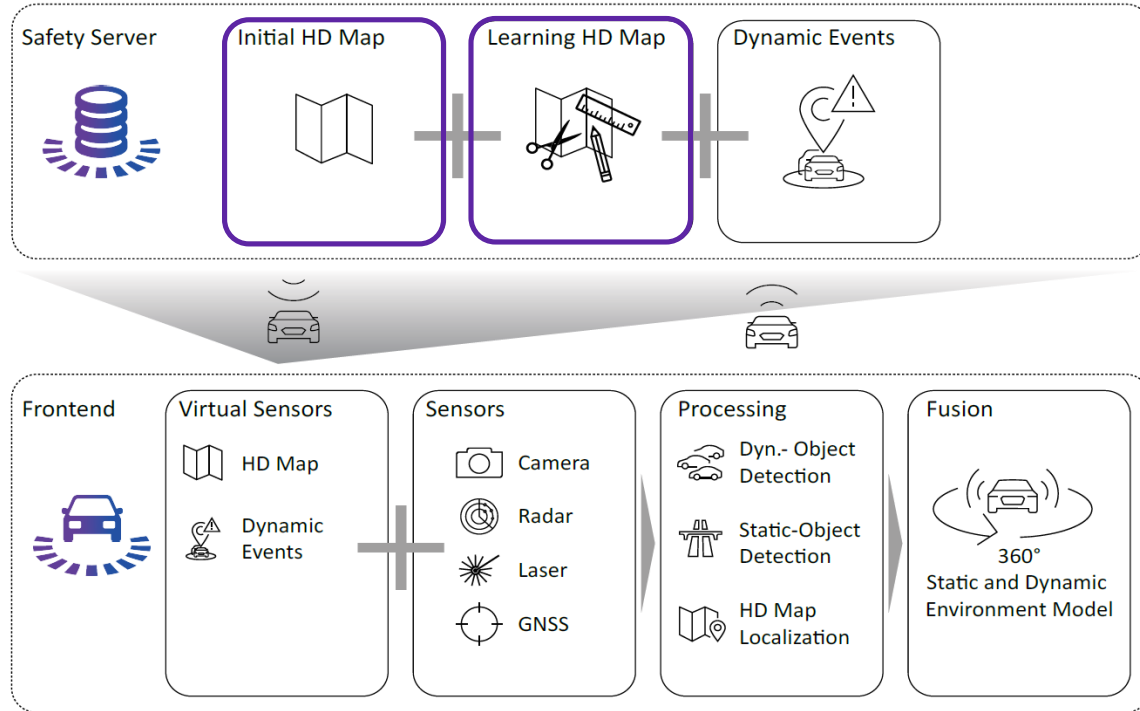 Safety Server
Initial HD Map
Learning HD Map
Dynamic Events
Frontend
Virtual Sensors
HD Map
Dynamic
Events
Sensors
Camera
Radar
Laser
GNSS
Processing
Dyn.- Object
Detection
Static-Object
Detection
HD Map
Localization
Fusion
360°
Static and Dynamic
Environment Model